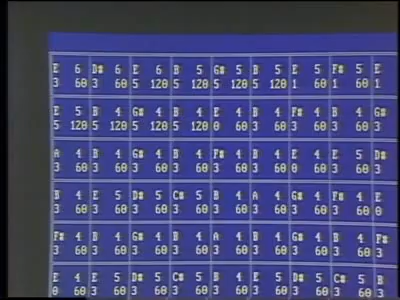 E 6 D# 6 E 6 B 5 G# 5 B 5 E 5 F# 5 E
3 60 3 60 5 120 5 120 5 120 5 120 1 60 1 60 1
E 5 B 4 G# 4 B 4 E 4 B 4 F# 4 B 4 G#
5 120 5 120 5 120 5 120 0 60 3 60 3 60 3 60 3
A 4 B 4 G# 4 B 4 F# 4 B 4 E 4 E 5 D#
3 60 3 60 3 60 3 60 3 60 3 60 3 60 3 60 3
B 4 E 5 D# 5 C# 5 B 4 A 4 G# 4 F# 4 E
3 60 3 60 3 60 3 60 3 60 3 60 3 60 3 60 0
F# 4 B 4 G# 4 B 4 A 4 B 4 G# 4 B 4 F#
3 60 3 60 3 60 3 60 3 60 3 60 3 60 3 60 3
E 4 E 5 D# 5 C# 5 B 4 E 5 D# 5 C# 5 B
0 60 3 60 3 60 3 60 3 60 3 60 3 60 3 60 3